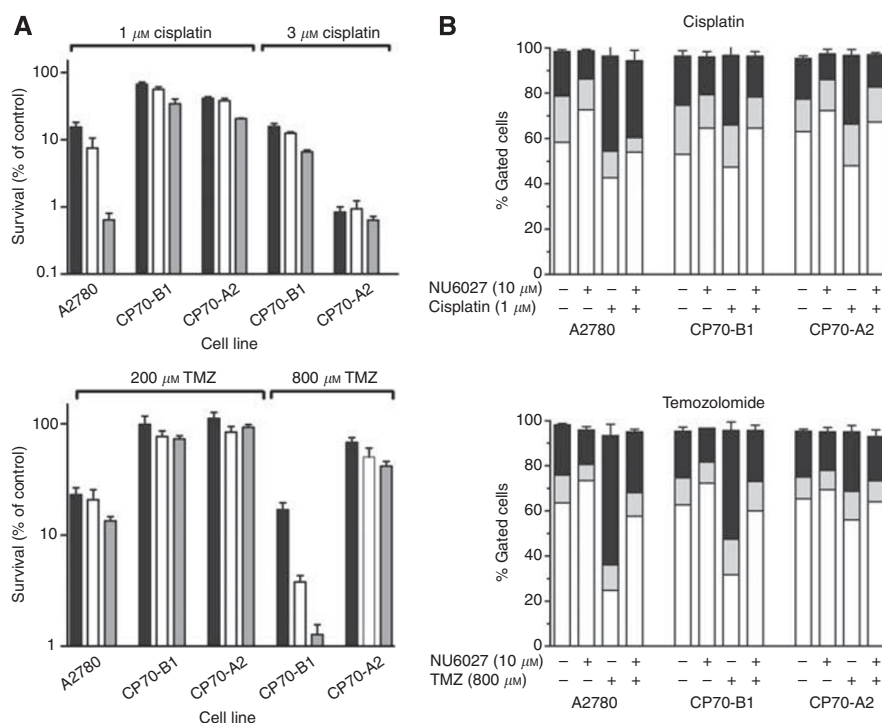 A
1 μM cisplatin 3 μM cisplatin
Survival (% of control)
100
10
1
0.1
A2780
CP70-B1
CP70-A2
CP70-B1
CP70-A2
Cell line
200 μM TMZ 800 μM TMZ
Survival (% of control)
100
10
1
A2780
CP70-B1
CP70-A2
CP70-B1
CP70-A2
Cell line
B
Cisplatin
% Gated cells
100
80
60
40
20
0
NU6027 (10 μM) – + – + – + – + – + – +
Cisplatin (1 μM) – – + + – – + + – – + +
A2780 CP70-B1 CP70-A2
Temozolomide
% Gated cells
100
80
60
40
20
0
NU6027 (10 μM) – + – + – + – + – + – +
TMZ (800 μM) – – + + – – + + – – + +
A2780 CP70-B1 CP70-A2